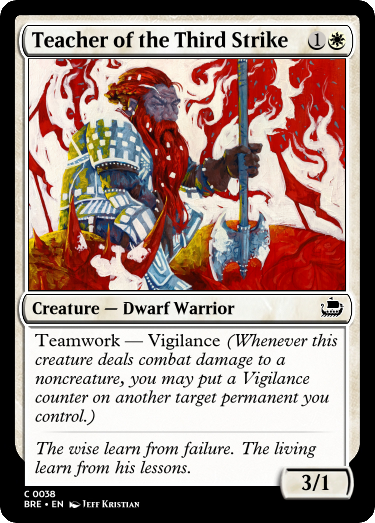 Teacher of the Third Strike 1
Creature — Dwarf Warrior
Teamwork — Vigilance (Whenever this
creature deals combat damage to a
noncreature, you may put a Vigilance
counter on another target permanent you
control.)
The wise learn from failure. The living
learn from his lessons.
3/1
C 0038
BRE • EN Jeff Kristian